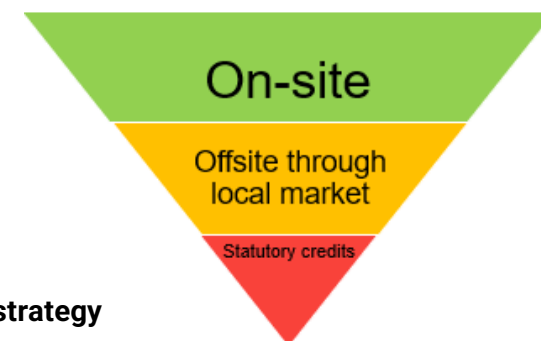 On-site
Offsite through
local market
Statutory credits
strategy